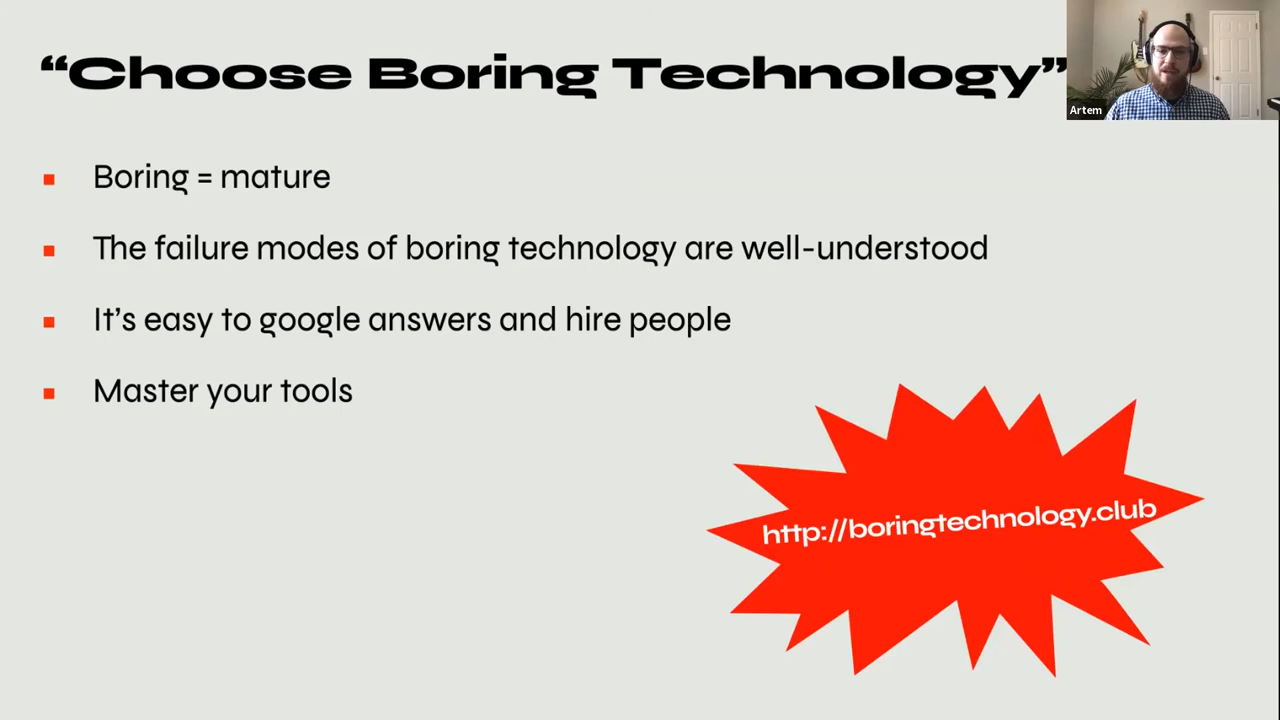 “Choose Boring Technology”
Artem
Boring = mature
The failure modes of boring technology are well-understood
It’s easy to google answers and hire people
Master your tools
http://boringtechnology.club